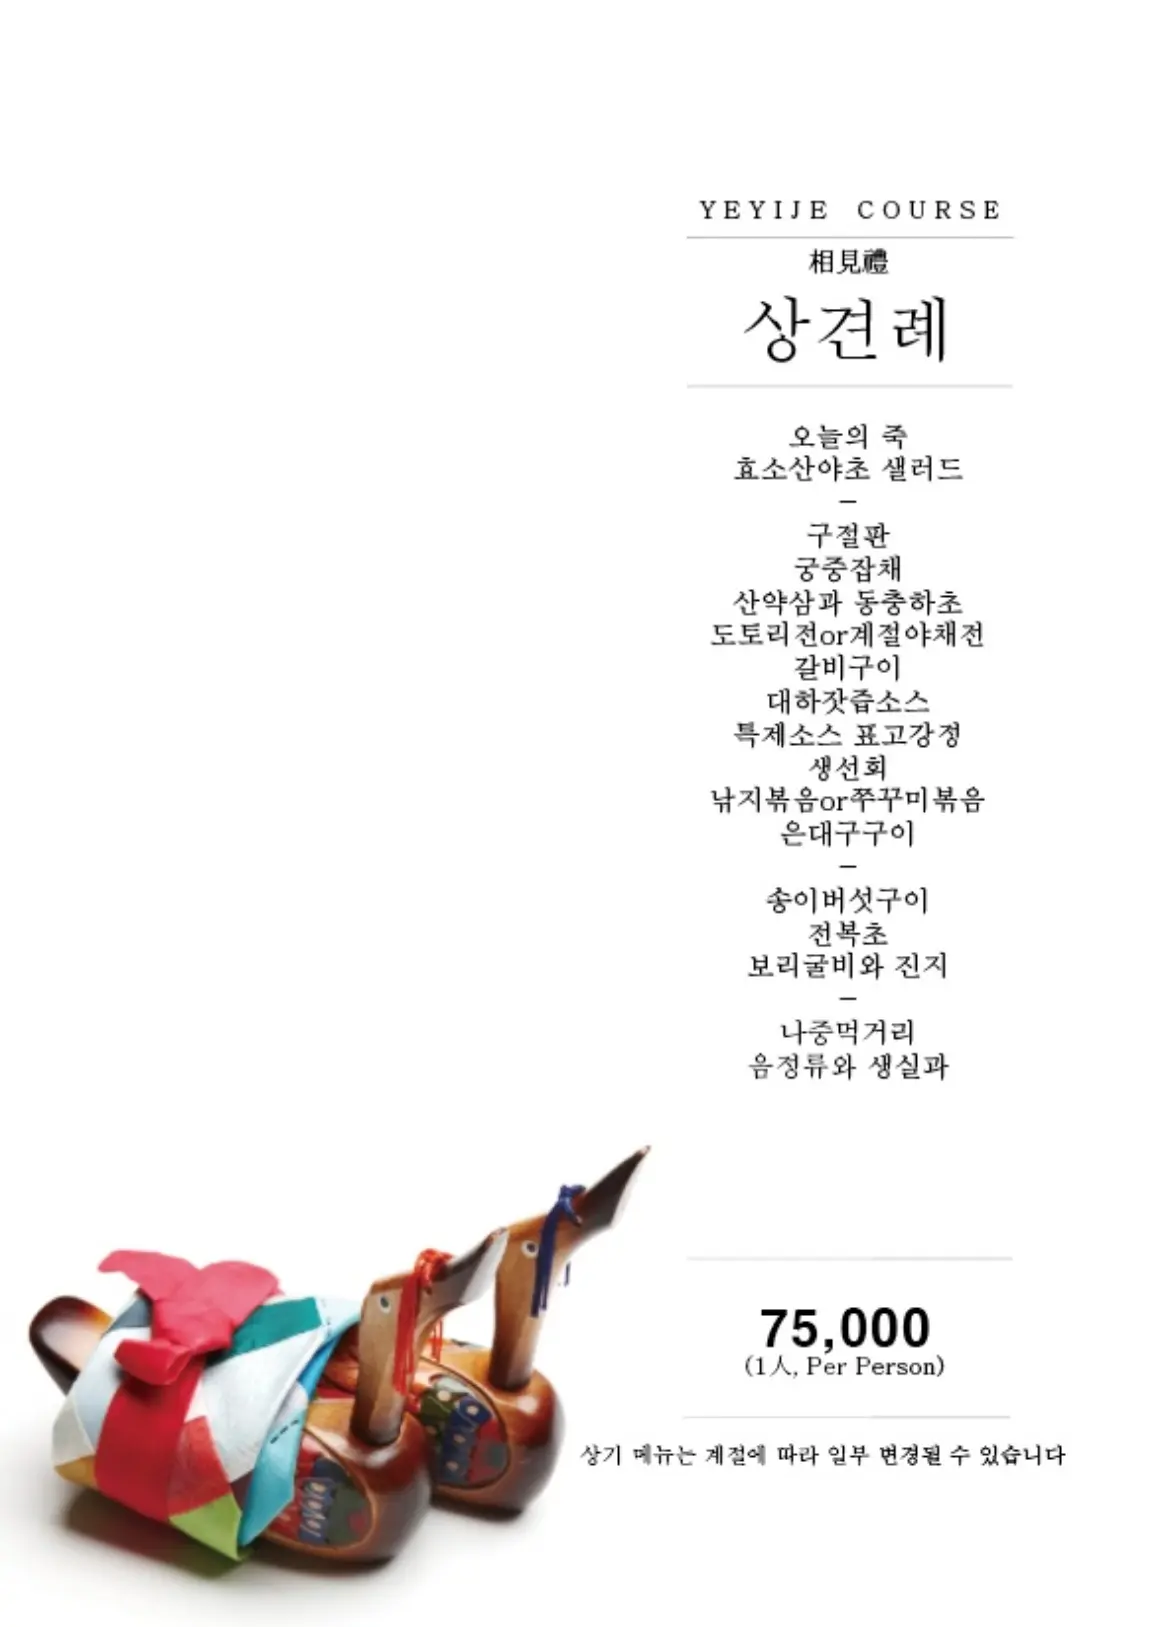 YEYIJE COURSE
相見禮
상견례
오늘의 죽
효소산야초 샐러드
–
구절판
궁중잡채
산약삼과 동충하초
도토리전or계절야채전
갈비구이
대하잣즙소스
특제소스 표고강정
생선회
낚지볶음or쭈꾸미볶음
은대구구이
–
송이버섯구이
전복초
보리굴비와 진지
–
나중먹거리
음정류와 생실과
75,000
(1人, Per Person)
상기 메뉴는 계절에 따라 일부 변경될 수 있습니다